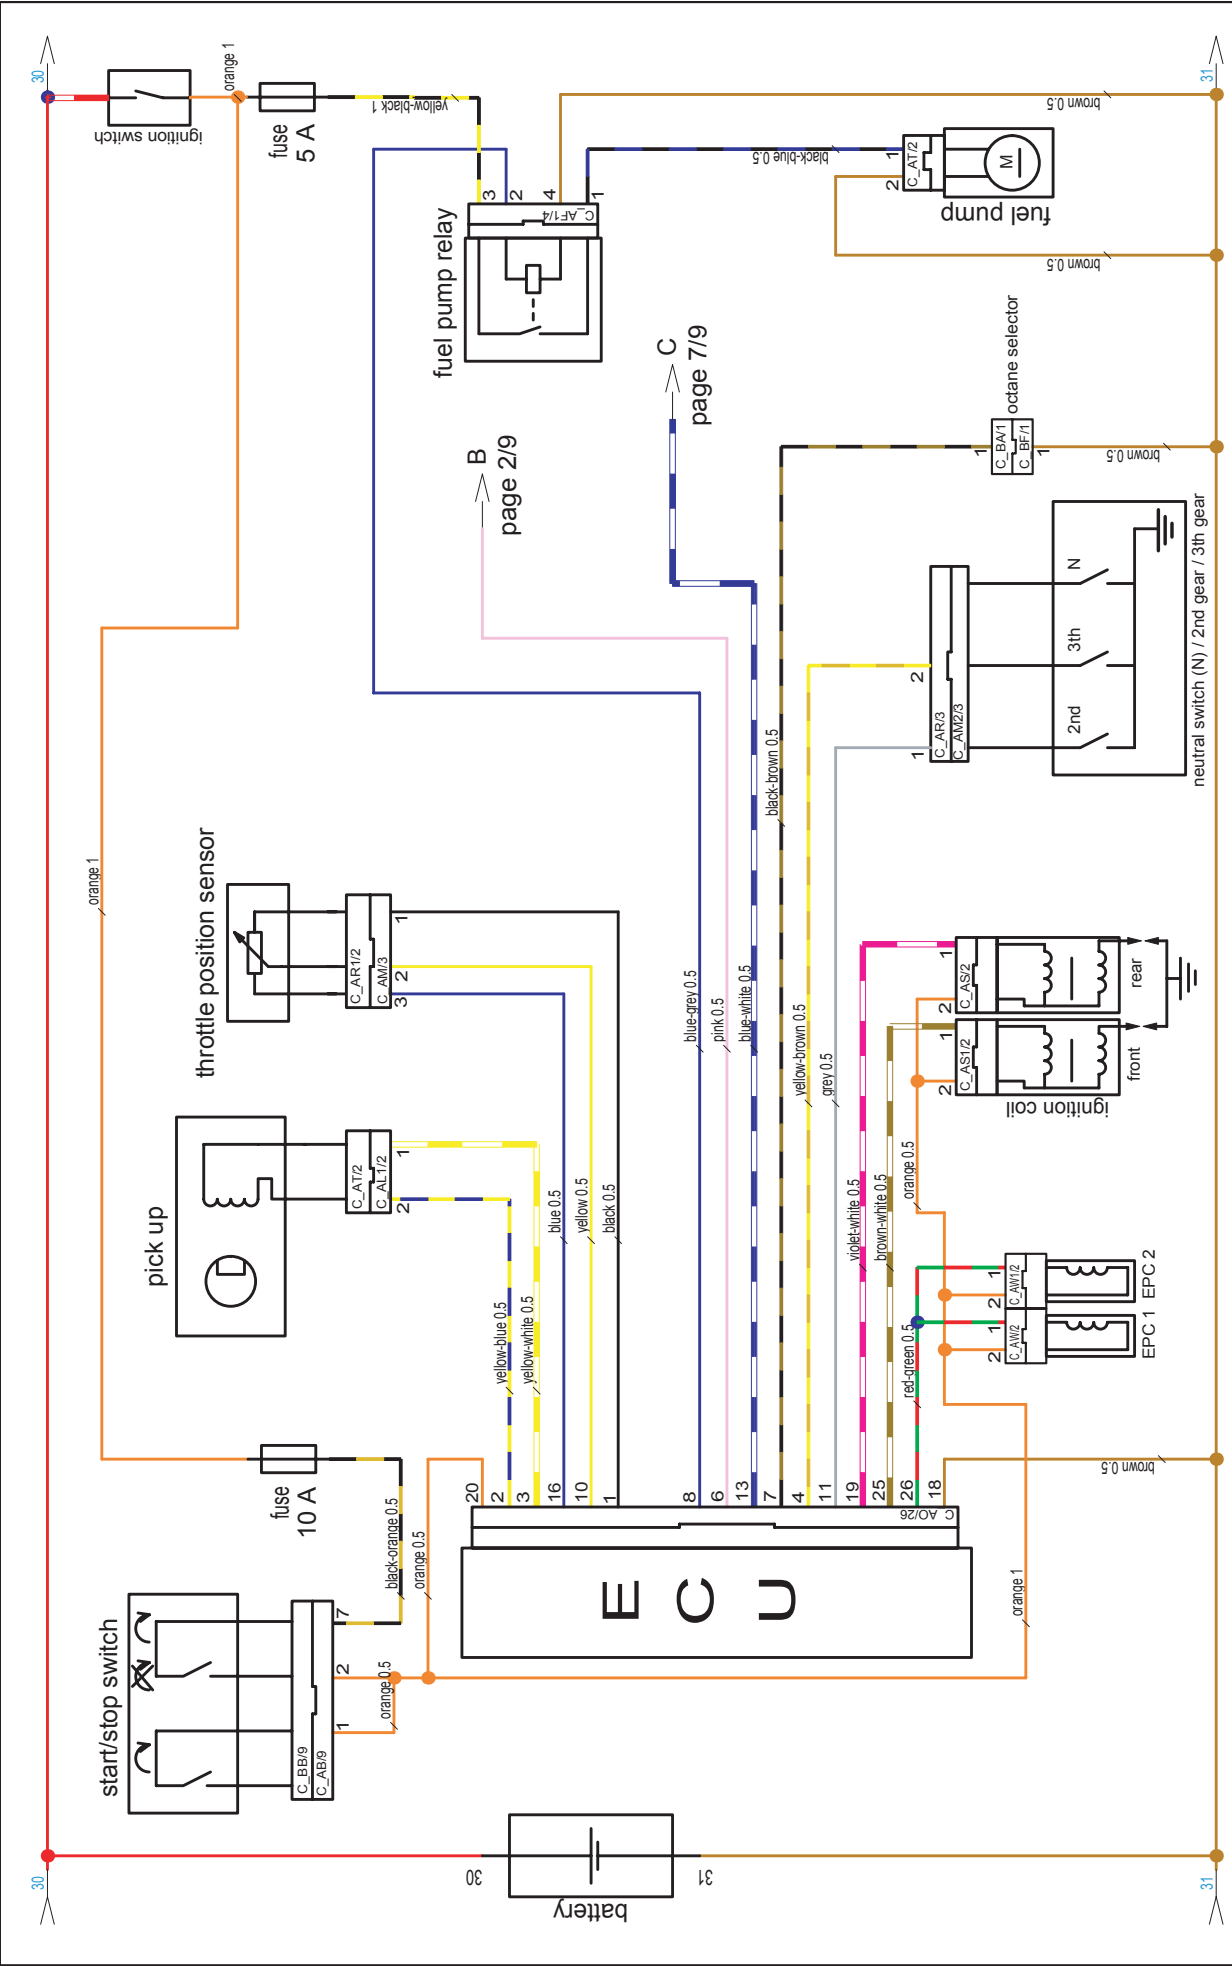 30
30
ignition switch
orange 1
fuse
5 A
yellow-black 1
orange 1
fuel pump relay
3
2
4
1
C_AF1/4
brown 0.5
black-blue 0.5
fuel pump
C_AT/2
2
1
M
brown 0.5
B
page 2/9
C
page 7/9
octane selector
C_BA/1
C_BF/1
1
1
brown 0.5
throttle position sensor
C_AR1/2
C_AM/3
3
2
1
pick up
C_AT/2
C_AL1/2
2
1
yellow-blue 0.5
yellow-white 0.5
blue 0.5
yellow 0.5
black 0.5
blue-grey 0.5
pink 0.5
blue-white 0.5
black-brown 0.5
yellow-brown 0.5
grey 0.5
violet-white 0.5
brown-white 0.5
orange 0.5
red-green 0.5
2
1
C_AR/3
C_AM2/3
2nd
3th
N
neutral switch (N) / 2nd gear / 3th gear
ignition coil
C_AS1/2
C_AS/2
2
1
2
1
front
rear
C_AW/2
C_AW1/2
2
1
2
1
EPC 1
EPC 2
fuse
10 A
black-orange 0.5
orange 0.5
start/stop switch
C_BB/9
C_AB/9
1
2
7
orange 0.5
20
2
3
16
10
1
8
6
13
7
4
11
19
25
26
18
C_AO/26
ECU
orange 1
brown 0.5
battery
30
31
30
31
31